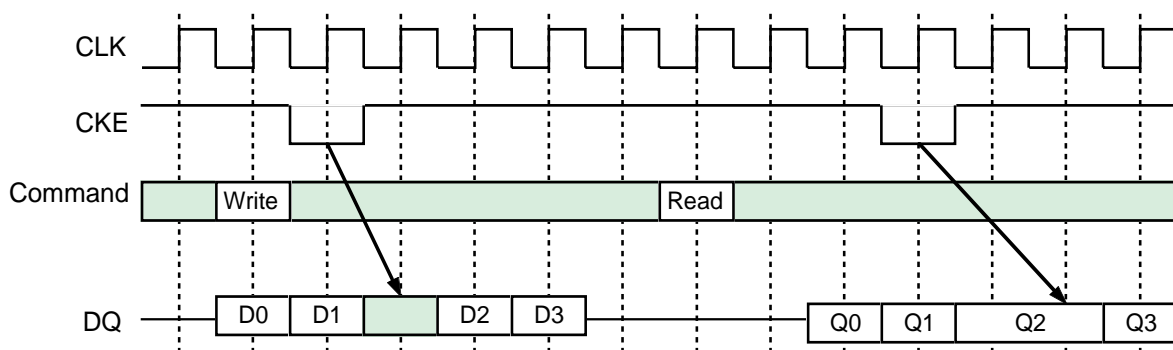 CLK
CKE
Command Write Read
DQ D0 D1 D2 D3 Q0 Q1 Q2 Q3